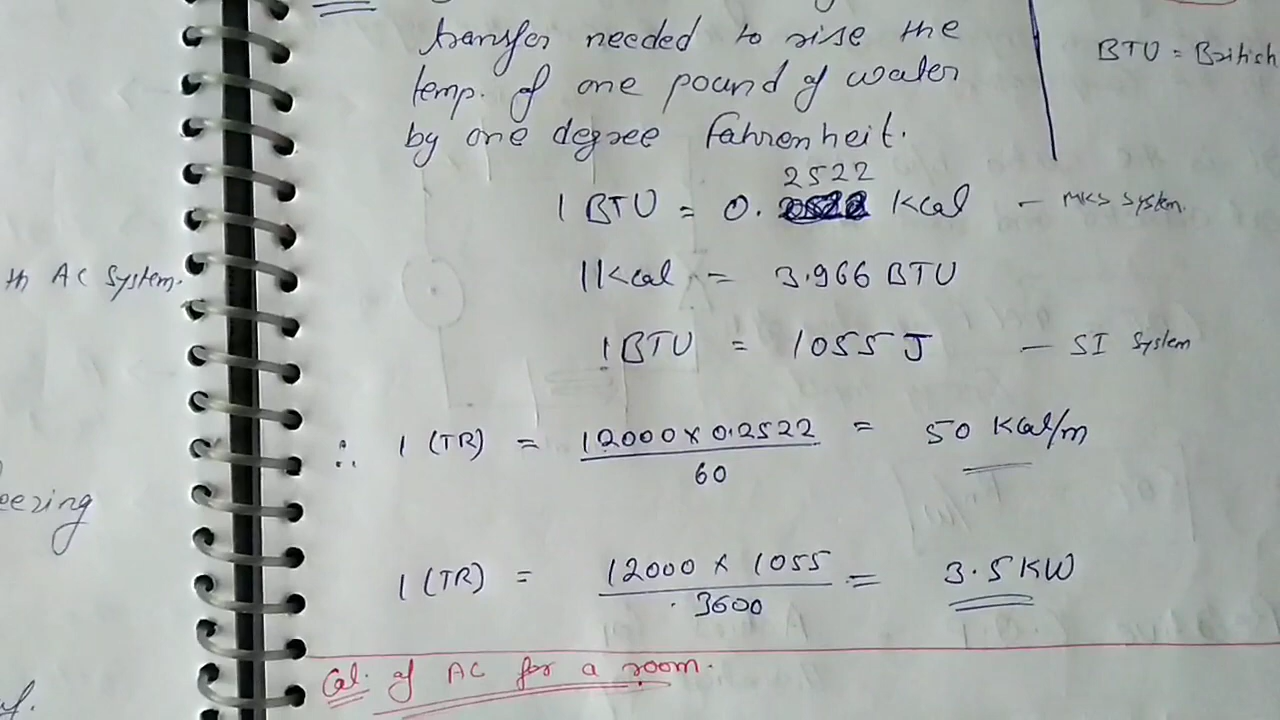 transfer needed to rise the
temp. of one pound of water
by one degree Fahrenheit.
BTU = British
2522
1 BTU = 0. Kcal - MKS System.
1 Kcal = 3.966 BTU
th AC System.
1 BTU = 1055 J - SI System
∴ 1 (TR) = 12000 x 0.2522 = 50 Kcal/m
60
eezing
1 (TR) = 12000 x 1055 = 3.5 KW
3600
Cal. of AC for a room.